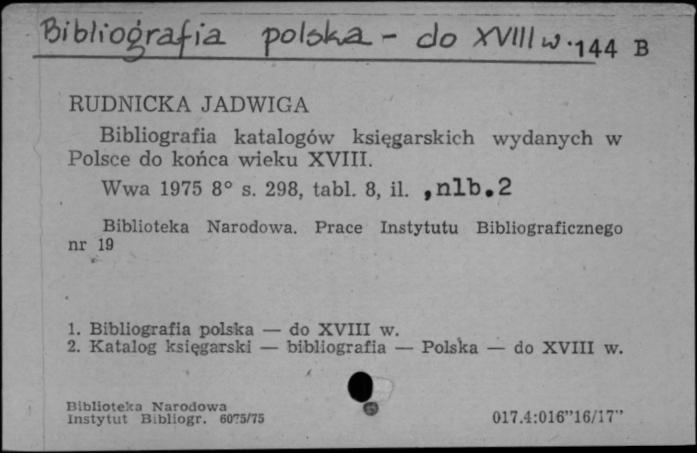 Bibliografia polska - do XVIII w. 144 B
RUDNICKA JADWIGA
Bibliografia katalogów księgarskich wydanych w
Polsce do końca wieku XVIII.
Wwa 1975 8° s. 298, tabl. 8, il. ,nlb.2
Biblioteka Narodowa. Prace Instytutu Bibliograficznego
nr 19
1. Bibliografia polska — do XVIII w.
2. Katalog księgarski — bibliografia — Polska — do XVIII w.
Biblioteka Narodowa
Instytut Bibliogr. 6075/75 017.4:016"16/17"